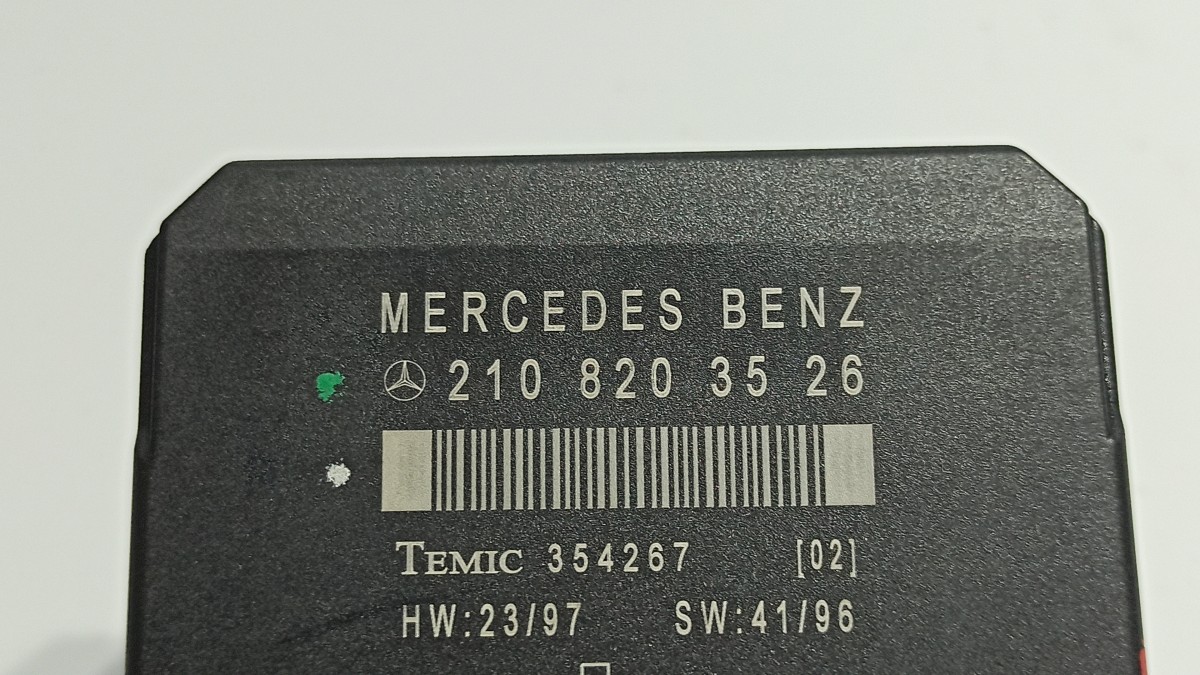 MERCEDES BENZ
210 820 35 26
TEMIC 354267 [02]
HW:23/97 SW:41/96